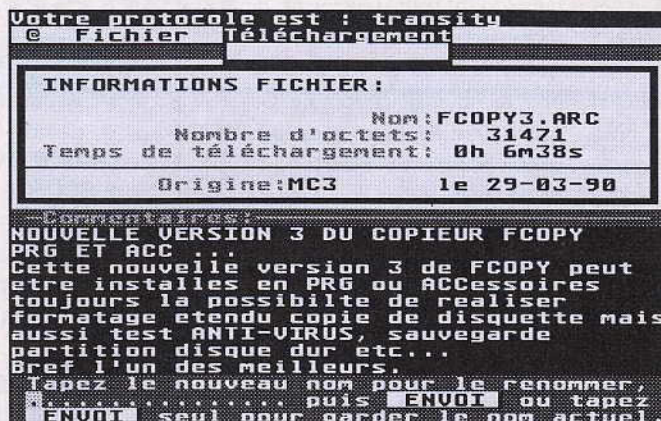 Votre protocole est : transity
@ Fichier Téléchargement
INFORMATIONS FICHIER:
Nom:FCOPY3.ARC
Nombre d'octets: 31471
Temps de téléchargement: 0h 6m38s
Origine:MC3 le 29-03-90
Commentaires:
NOUVELLE VERSION 3 DU COPIEUR FCOPY
PRG ET ACC ...
Cette nouvelle version 3 de FCOPY peut
etre installes en PRG ou ACCessoires
toujours la possibilte de realiser
formatage etendu copie de disquette mais
aussi test ANTI-VIRUS, sauvegarde
partition disque dur etc...
Bref l'un des meilleurs.
Tapez le nouveau nom pour le renommer,
............... puis ENVOI ou tapez
ENVOI seul pour garder le nom actuel.